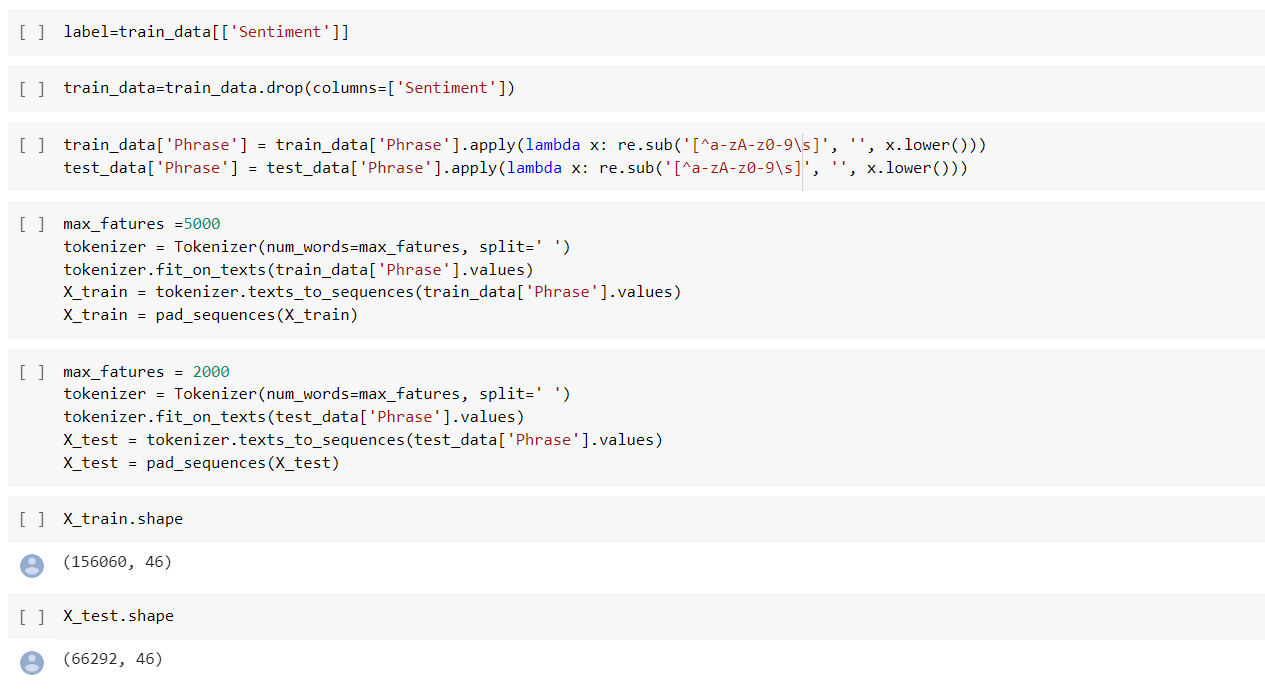 [ ] label=train_data[['Sentiment']]
[ ] train_data=train_data.drop(columns=['Sentiment'])
[ ] train_data['Phrase'] = train_data['Phrase'].apply(lambda x: re.sub('[^a-zA-z0-9\s]', '', x.lower()))
test_data['Phrase'] = test_data['Phrase'].apply(lambda x: re.sub('[^a-zA-z0-9\s]', '', x.lower()))
[ ] max_fatures =5000
tokenizer = Tokenizer(num_words=max_fatures, split=' ')
tokenizer.fit_on_texts(train_data['Phrase'].values)
X_train = tokenizer.texts_to_sequences(train_data['Phrase'].values)
X_train = pad_sequences(X_train)
[ ] max_fatures = 2000
tokenizer = Tokenizer(num_words=max_fatures, split=' ')
tokenizer.fit_on_texts(test_data['Phrase'].values)
X_test = tokenizer.texts_to_sequences(test_data['Phrase'].values)
X_test = pad_sequences(X_test)
[ ] X_train.shape
(156060, 46)
[ ] X_test.shape
(66292, 46)